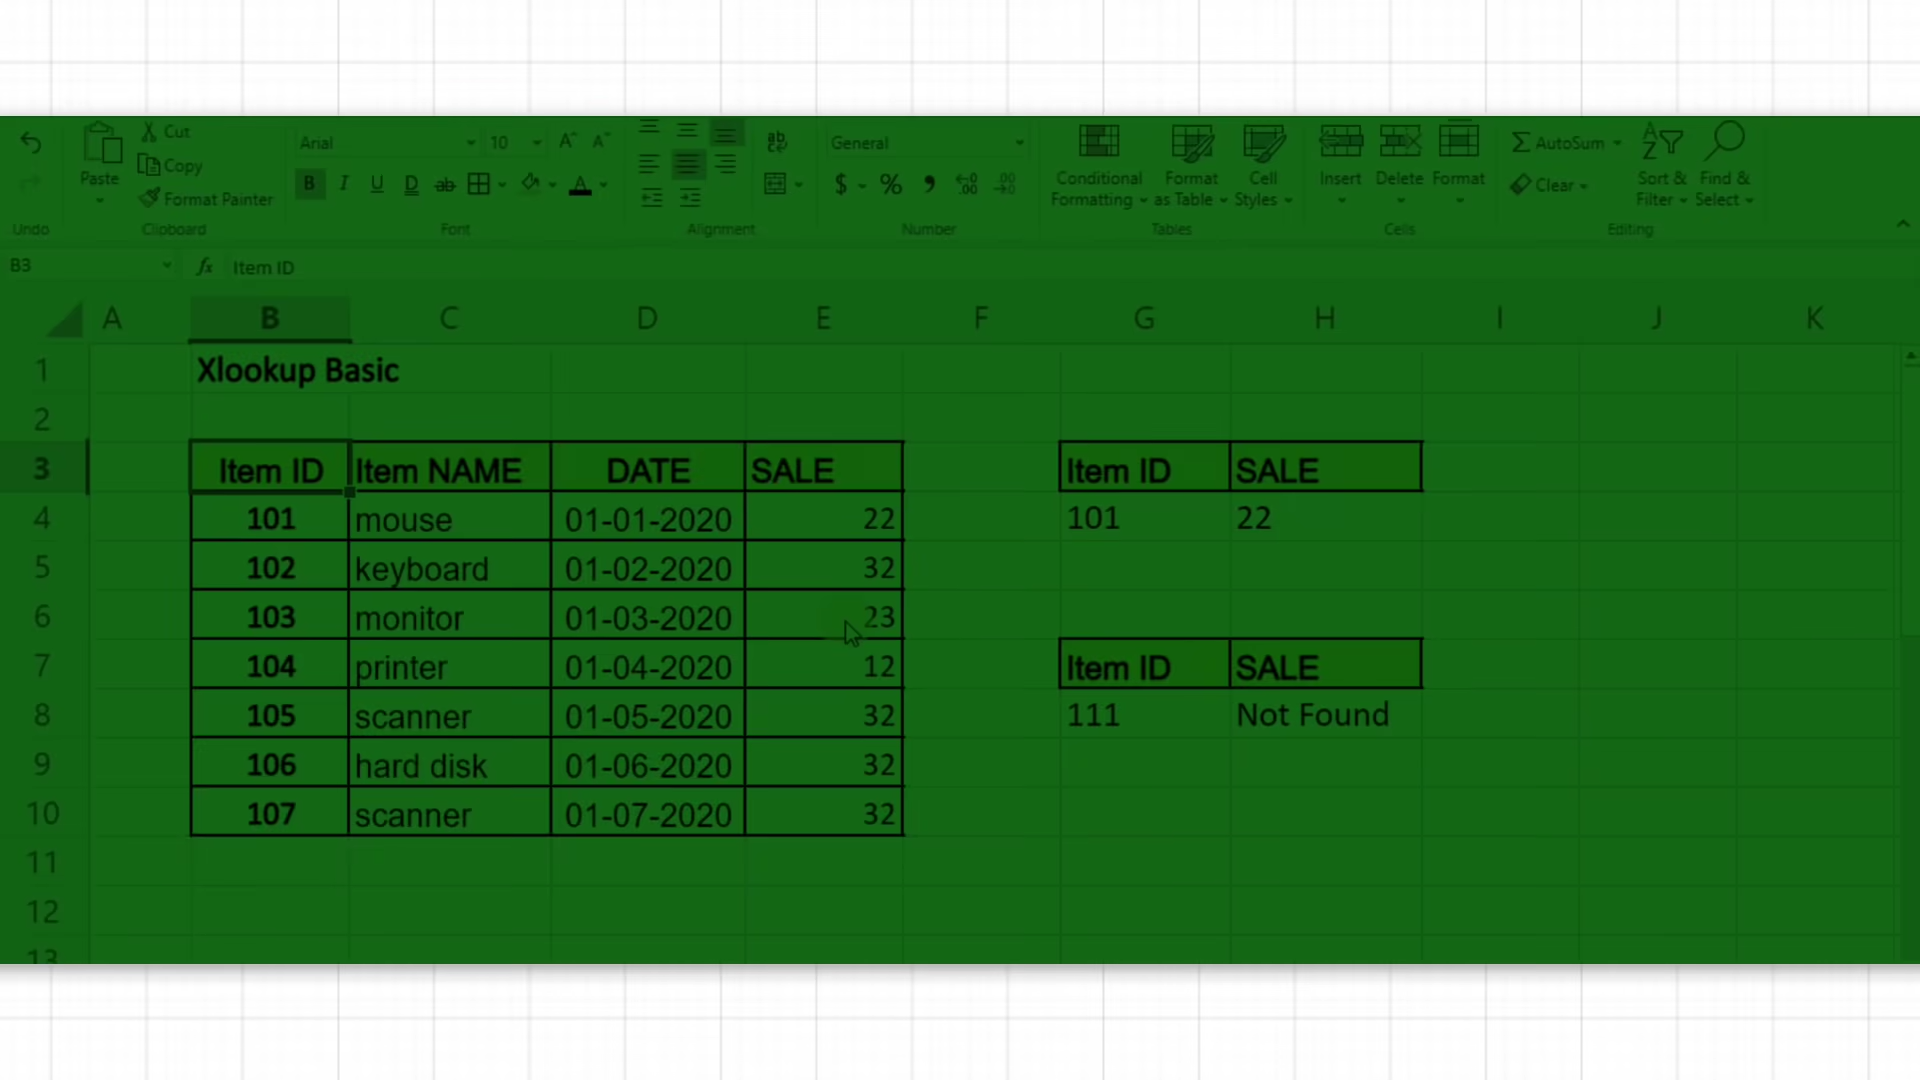 Cut
Arial 10 A A General AutoSum
Copy
Paste Format Painter B I U D ab A $ % , Conditional Formatting Format as Table Cell Styles Insert Delete Format Clear Sort & Filter Find & Select
Undo Clipboard Font Alignment Number Tables Cells Editing
B3 fx Item ID
A B C D E F G H I J K
1 Xlookup Basic
2
3 Item ID Item NAME DATE SALE Item ID SALE
4 101 mouse 01-01-2020 22 101 22
5 102 keyboard 01-02-2020 32
6 103 monitor 01-03-2020 23
7 104 printer 01-04-2020 12 Item ID SALE
8 105 scanner 01-05-2020 32 111 Not Found
9 106 hard disk 01-06-2020 32
10 107 scanner 01-07-2020 32
11
12
13